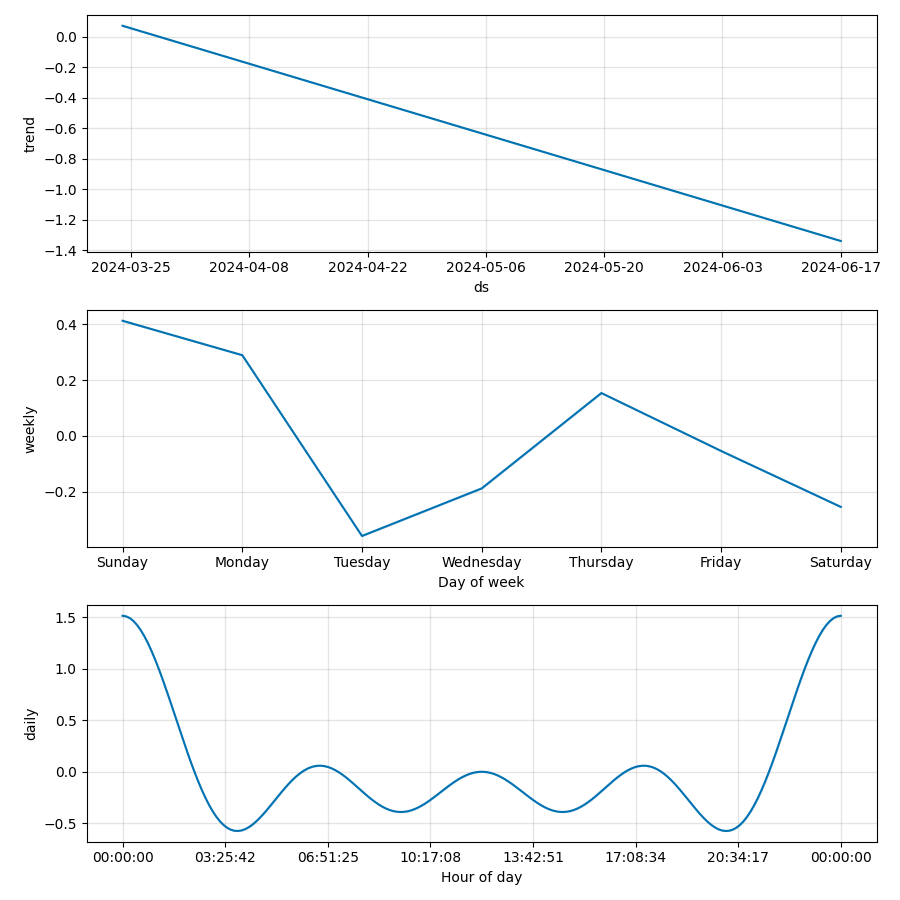 0.0
−0.2
−0.4
−0.6
−0.8
−1.0
−1.2
−1.4
trend
2024-03-25 2024-04-08 2024-04-22 2024-05-06 2024-05-20 2024-06-03 2024-06-17
ds
0.4
0.2
0.0
−0.2
weekly
Sunday Monday Tuesday Wednesday Thursday Friday Saturday
Day of week
1.5
1.0
0.5
0.0
−0.5
daily
00:00:00 03:25:42 06:51:25 10:17:08 13:42:51 17:08:34 20:34:17 00:00:00
Hour of day